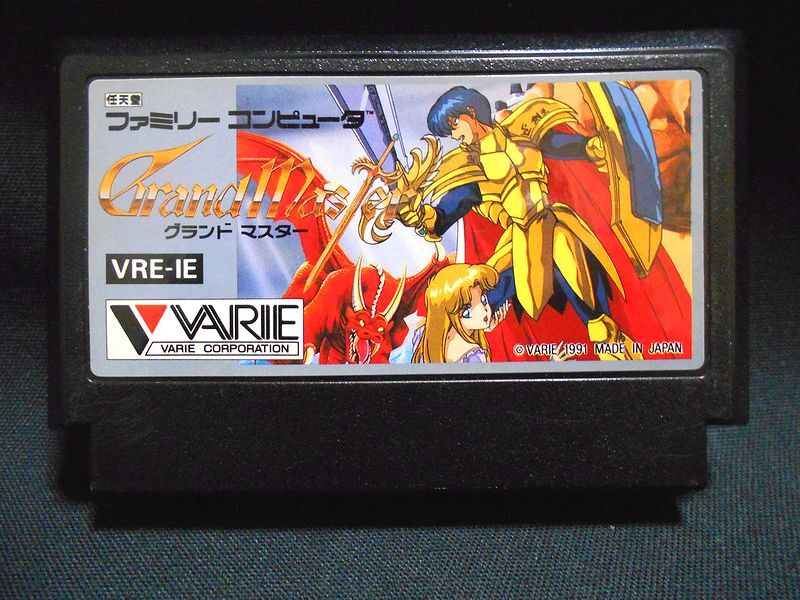 任天堂
ファミリー コンピュータ™
Grand Master
グランド マスター
VRE-IE
VARIE
VARIE CORPORATION
© VARIE 1991 MADE IN JAPAN